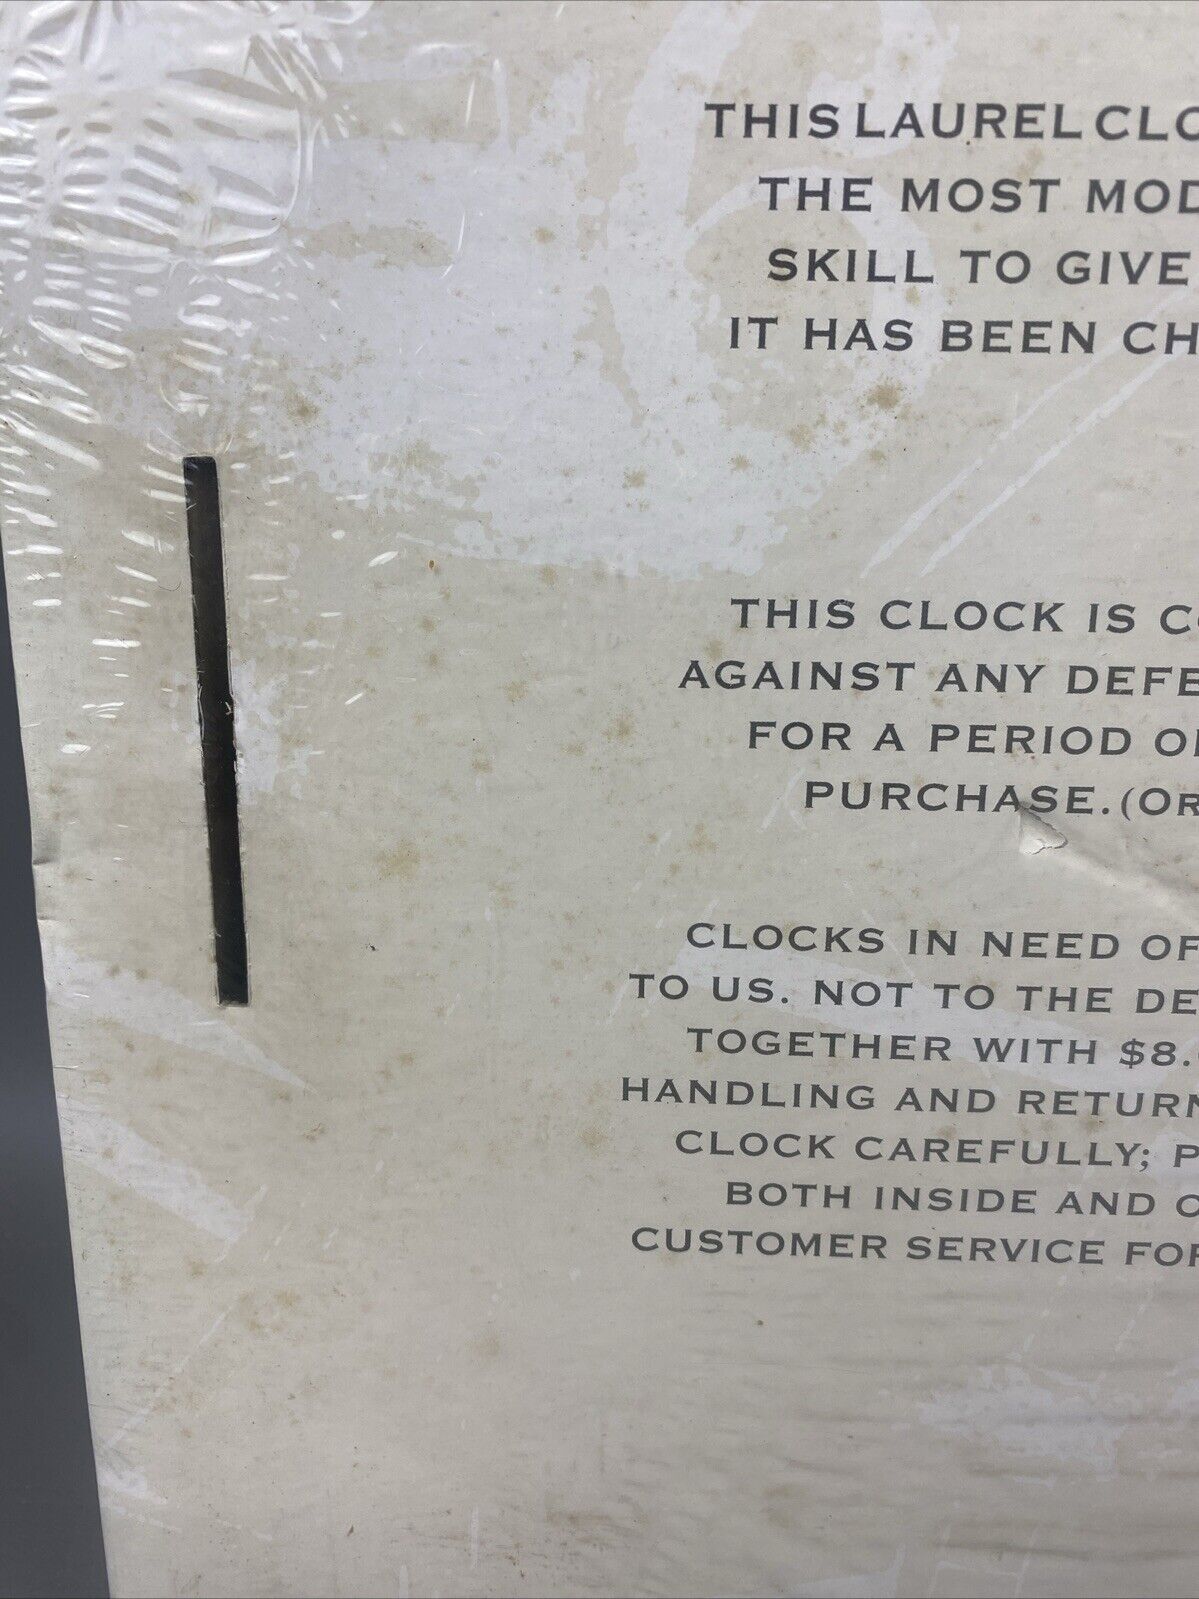 THIS LAUREL CLO
THE MOST MOD
SKILL TO GIVE
IT HAS BEEN CH
THIS CLOCK IS CO
AGAINST ANY DEFE
FOR A PERIOD OF
PURCHASE. (OR
CLOCKS IN NEED OF
TO US. NOT TO THE DE
TOGETHER WITH $8.
HANDLING AND RETURN
CLOCK CAREFULLY; P
BOTH INSIDE AND O
CUSTOMER SERVICE FOR